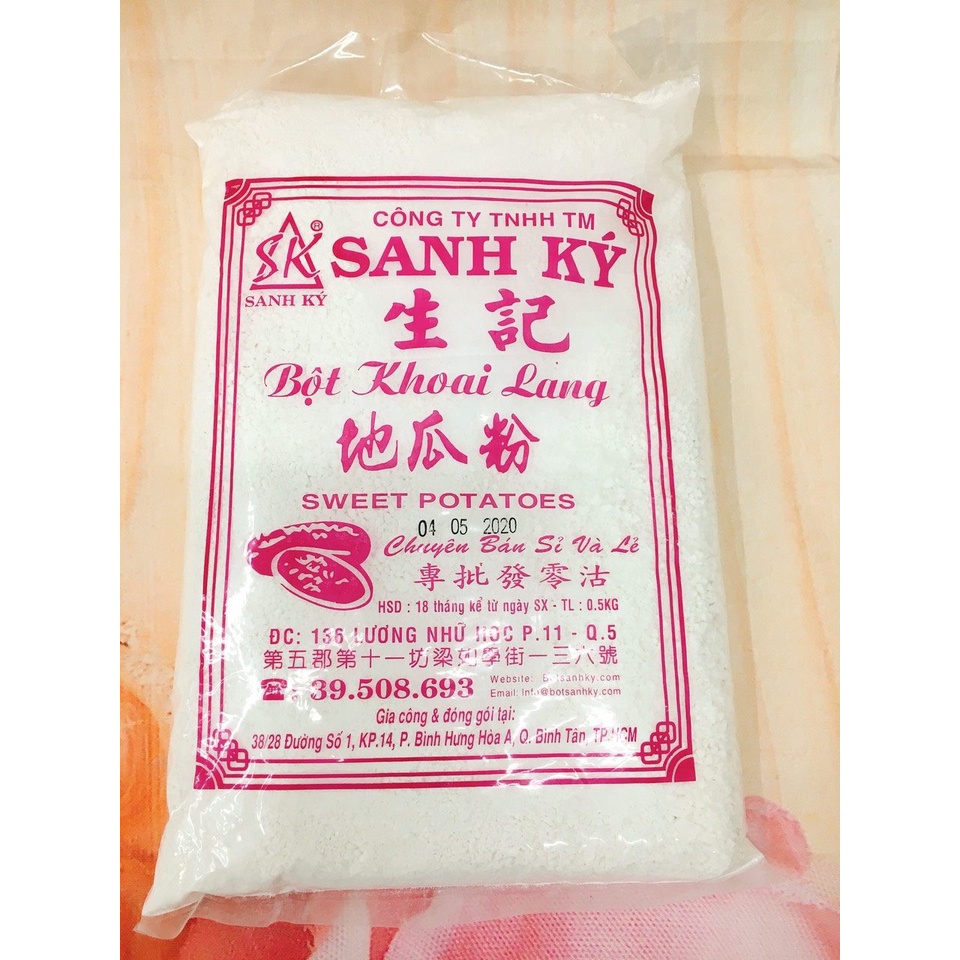 CÔNG TY TNHH TM
SK®
SANH KÝ
SANH KÝ
生記
Bột Khoai Lang
地瓜粉
SWEET POTATOES
04 05 2020
Chuyên Bán Sỉ Và Lẻ
專批發零沽
HSD : 18 tháng kể từ ngày SX - TL : 0.5KG
ĐC: 136 LƯƠNG NHỮ HỌC P.11 - Q.5
第五郡第十一坊梁如學街一三六號
☎: 39.508.693
Website: Botsanhky.com
Email: Info@botsanhky.com
Gia công & đóng gói tại:
38/28 Đường Số 1, KP.14, P. Bình Hưng Hòa A, Q. Bình Tân, TP.HCM